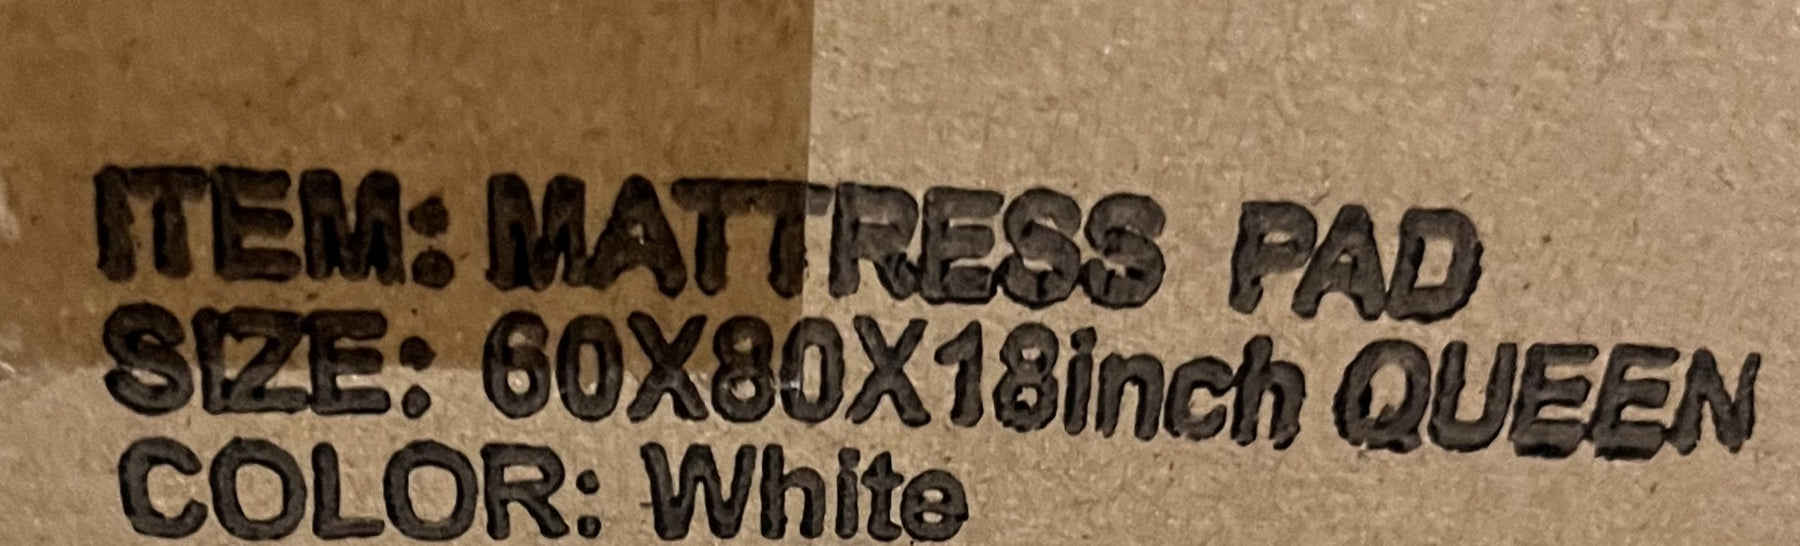 ITEM: MATTRESS PAD
SIZE: 60X80X18inch QUEEN
COLOR: White